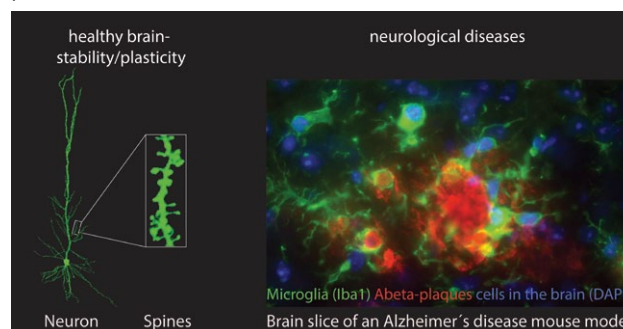 healthy brain-
stability/plasticity
neurological diseases
Microglia (Iba1) Abeta-plaques cells in the brain (DAP
Neuron
Spines
Brain slice of an Alzheimer´s disease mouse mode